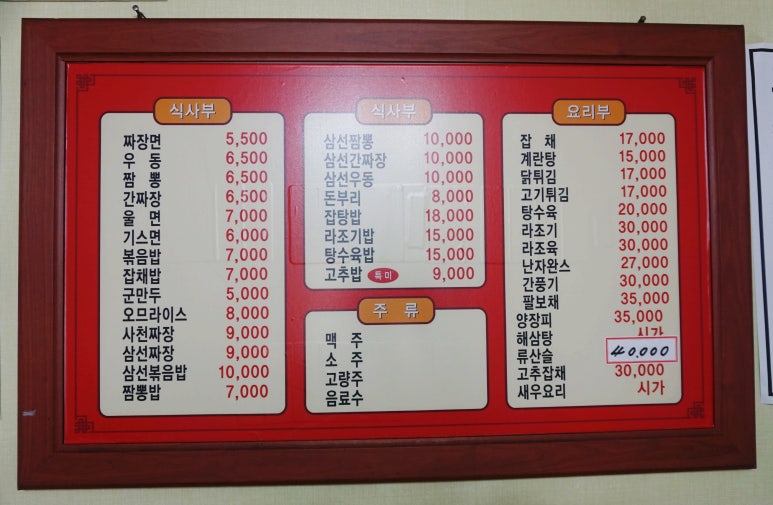 식사부
짜장면 5,500
우 동 6,500
짬 뽕 6,500
간짜장 6,500
울 면 7,000
기스면 6,000
볶음밥 7,000
잡채밥 7,000
군만두 5,000
오므라이스 8,000
사천짜장 9,000
삼선짜장 9,000
삼선볶음밥 10,000
짬뽕밥 7,000
식사부
삼선짬뽕 10,000
삼선간짜장 10,000
삼선우동 10,000
돈부리 8,000
잡탕밥 18,000
라조기밥 15,000
탕수육밥 15,000
고추밥 특미 9,000
주 류
맥 주
소 주
고량주
음료수
요리부
잡 채 17,000
계란탕 15,000
닭튀김 17,000
고기튀김 17,000
탕수육 20,000
라조기 30,000
라조육 30,000
난자완스 27,000
간풍기 30,000
팔보채 35,000
양장피 35,000
해삼탕 시가
류산슬 40,000
고추잡채 30,000
새우요리 시가